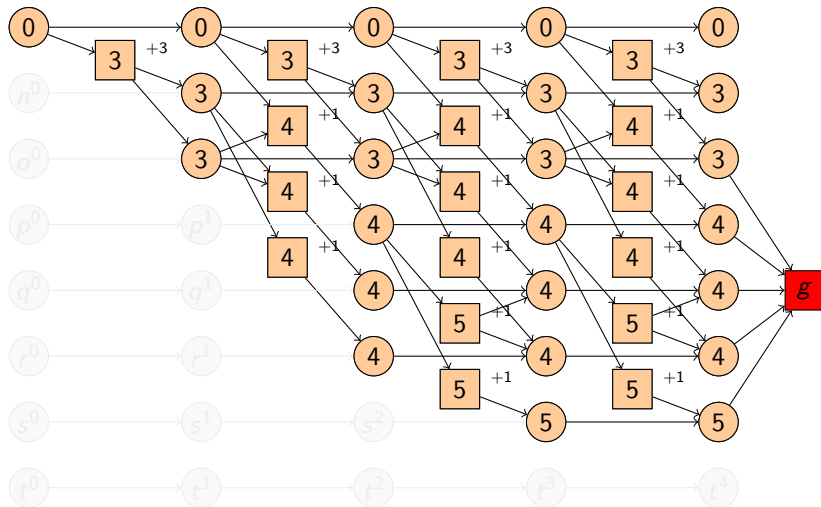 0 0 0 0 0
3 +3 3 +3 3 +3 3 +3
n⁰ 3 3 3 3
4 +1 4 +1 4 +1
o⁰ 3 3 3 3
4 +1 4 +1 4 +1
p⁰ p¹ 4 4 4
4 +1 4 4
q⁰ q¹ 4 4 4 g
5 +1 5 +1
r⁰ r¹ 4 4 4
5 +1 5 +1
s⁰ s¹ s² 5 5
t⁰ t¹ t² t³ t⁴